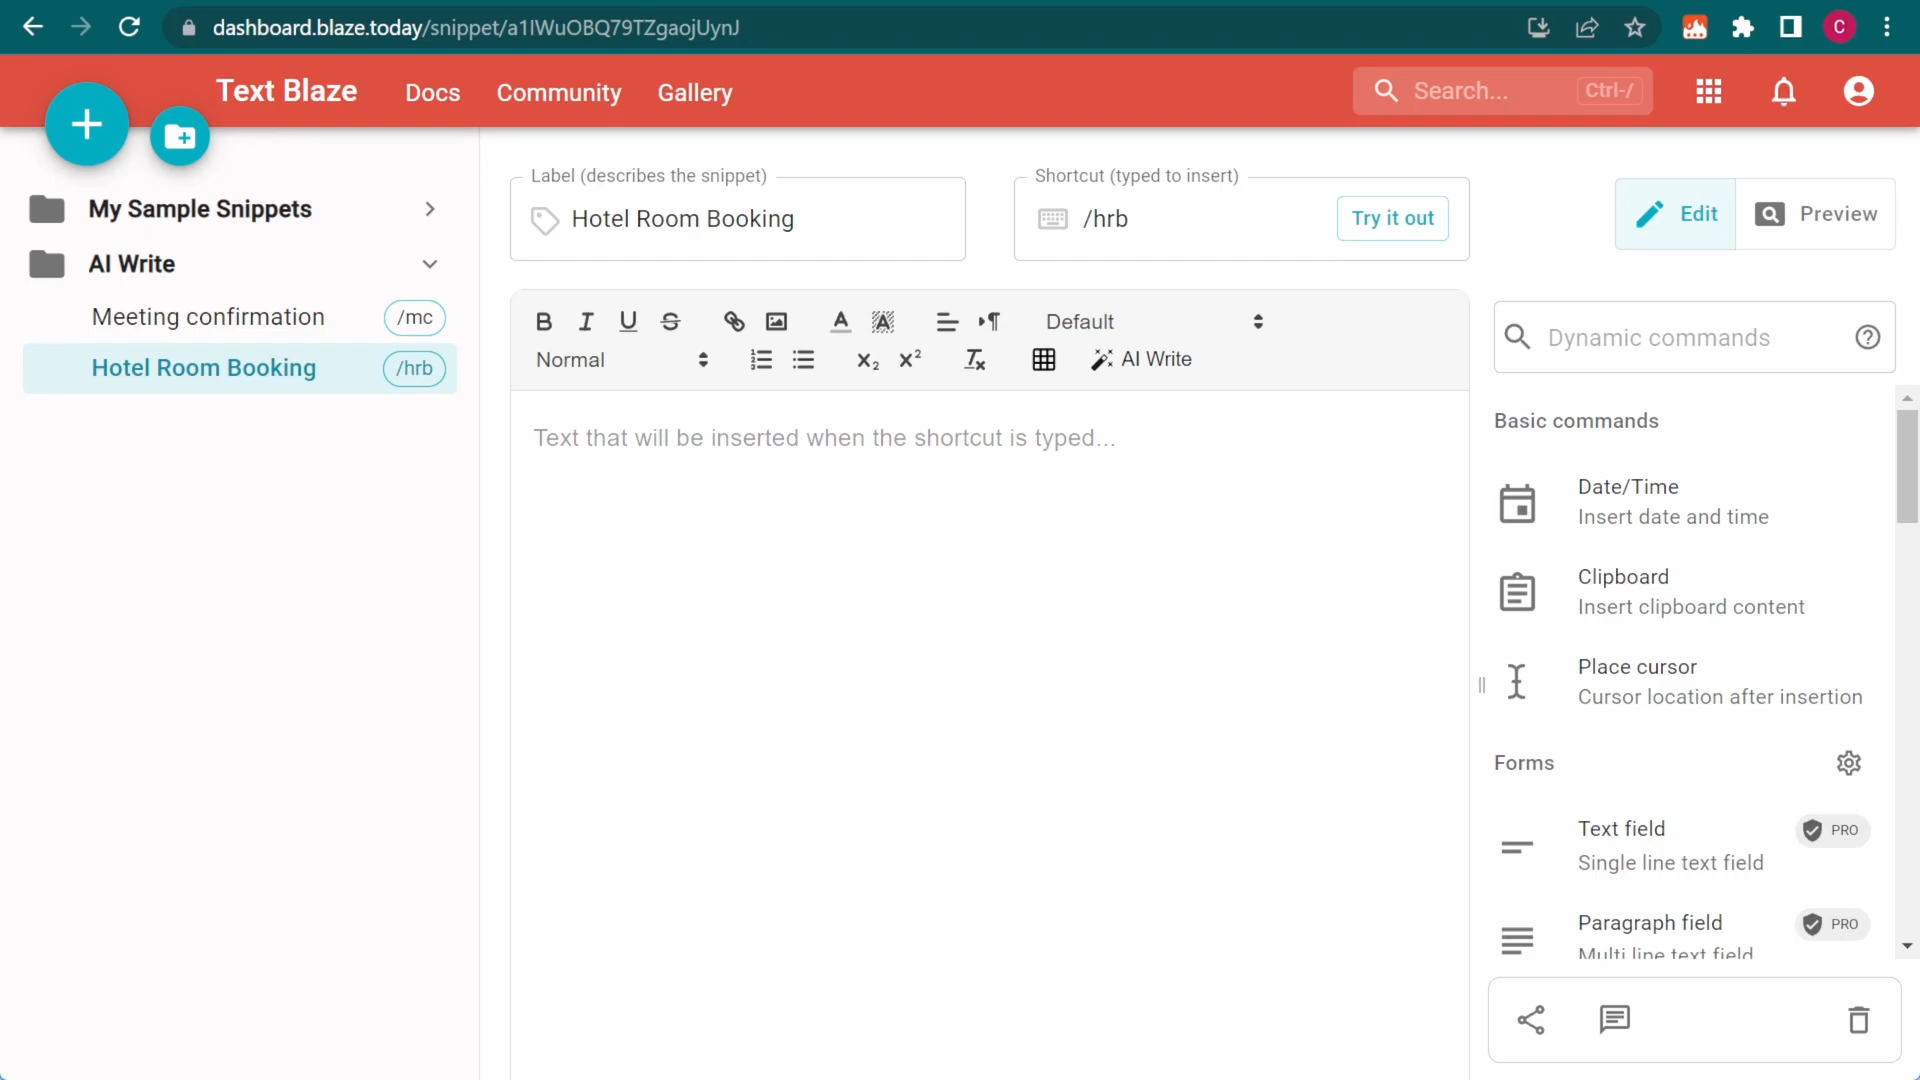 dashboard.blaze.today/snippet/a1lWuOBQ79TZgaojUynJ
C
Text Blaze
Docs
Community
Gallery
Search...
Ctrl-/
My Sample Snippets
AI Write
Meeting confirmation
/mc
Hotel Room Booking
/hrb
Label (describes the snippet)
Hotel Room Booking
Shortcut (typed to insert)
/hrb
Try it out
Edit
Preview
Default
Normal
AI Write
Text that will be inserted when the shortcut is typed...
Dynamic commands
Basic commands
Date/Time
Insert date and time
Clipboard
Insert clipboard content
Place cursor
Cursor location after insertion
Forms
Text field
PRO
Single line text field
Paragraph field
PRO
Multi line text field